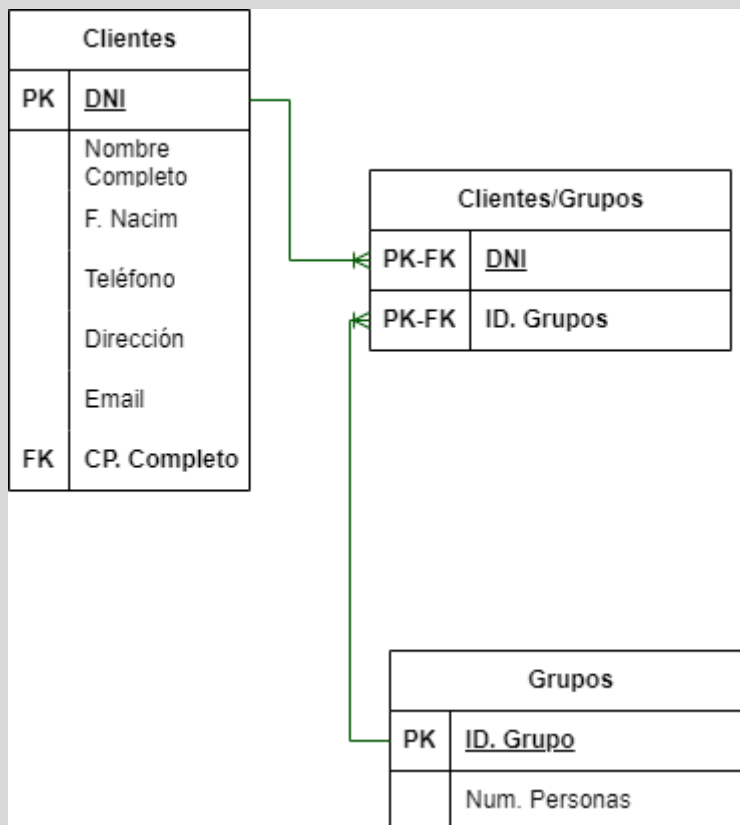 Clientes
PK DNI
Nombre
Completo
F. Nacim
Teléfono
Dirección
Email
FK CP. Completo
Clientes/Grupos
PK-FK DNI
PK-FK ID. Grupos
Grupos
PK ID. Grupo
Num. Personas